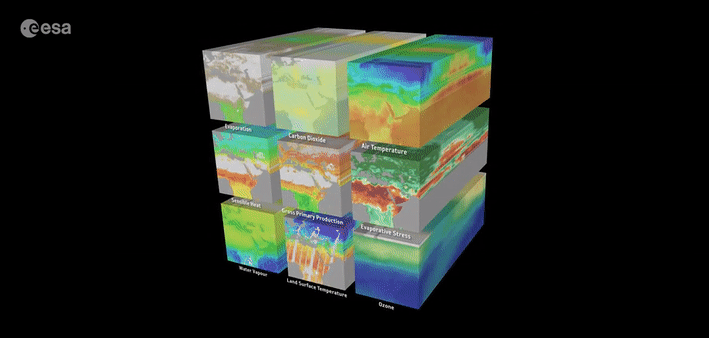 esa
Evaporation
Carbon Dioxide
Air Temperature
Sensible Heat
Gross Primary Production
Evaporative Stress
Water Vapour
Land Surface Temperature
Ozone